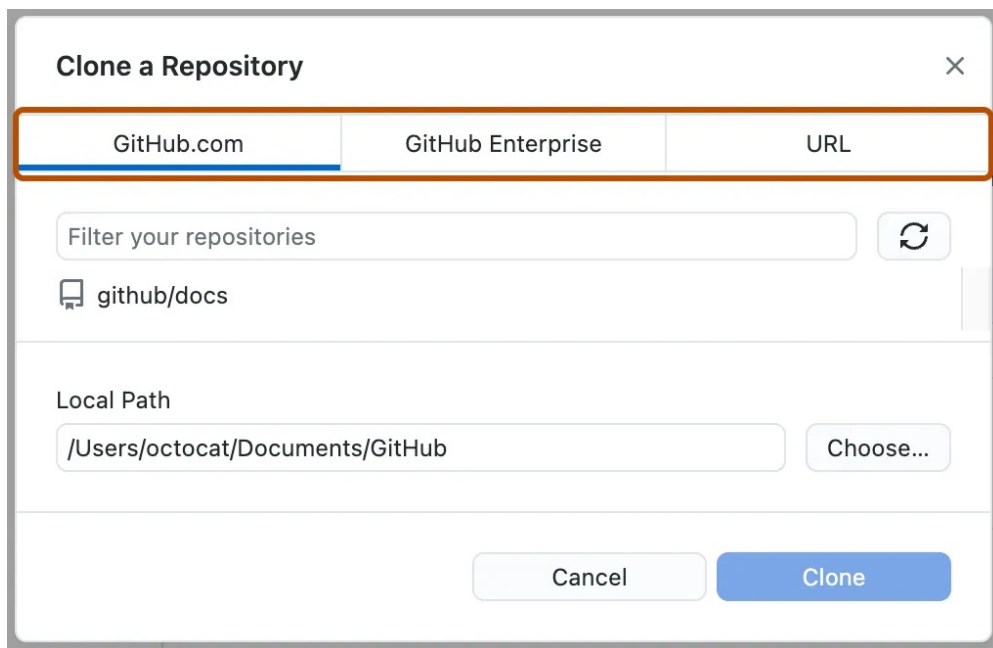 Clone a Repository
GitHub.com GitHub Enterprise URL
Filter your repositories
github/docs
Local Path
/Users/octocat/Documents/GitHub Choose...
Cancel Clone